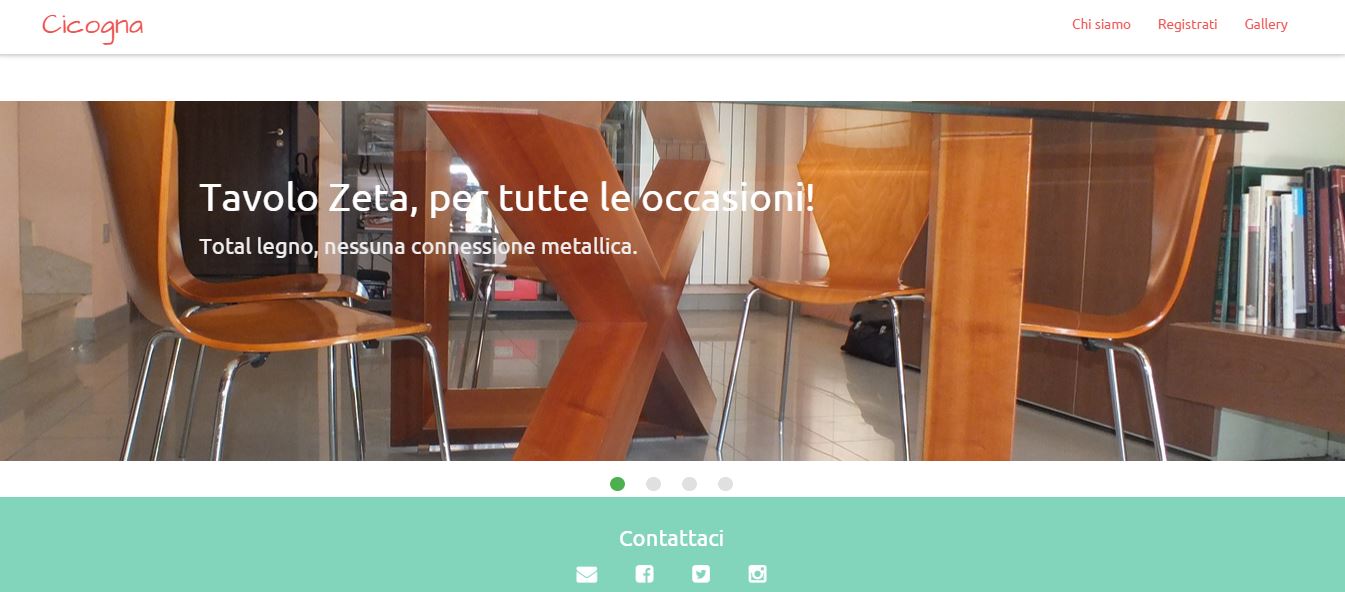 Cicogna
Chi siamo Registrati Gallery
Tavolo Zeta, per tutte le occasioni!
Total legno, nessuna connessione metallica.
Contattaci